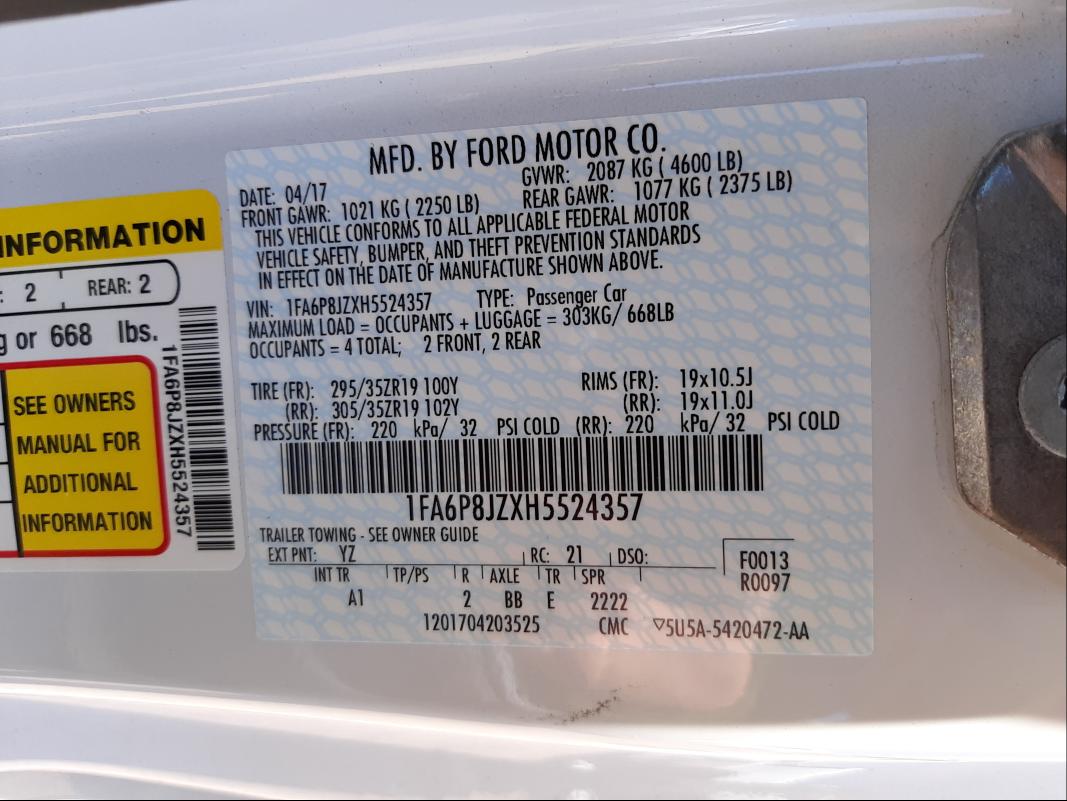 MFD. BY FORD MOTOR CO.
DATE: 04/17 GVWR: 2087 KG ( 4600 LB)
FRONT GAWR: 1021 KG ( 2250 LB) REAR GAWR: 1077 KG ( 2375 LB)
THIS VEHICLE CONFORMS TO ALL APPLICABLE FEDERAL MOTOR
VEHICLE SAFETY, BUMPER, AND THEFT PREVENTION STANDARDS
IN EFFECT ON THE DATE OF MANUFACTURE SHOWN ABOVE.
VIN: 1FA6P8JZXH5524357 TYPE: Passenger Car
MAXIMUM LOAD = OCCUPANTS + LUGGAGE = 303KG/ 668LB
OCCUPANTS = 4 TOTAL; 2 FRONT, 2 REAR
TIRE (FR): 295/35ZR19 100Y RIMS (FR): 19x10.5J
(RR): 305/35ZR19 102Y (RR): 19x11.0J
PRESSURE (FR): 220 kPa/ 32 PSI COLD (RR): 220 kPa/ 32 PSI COLD
1FA6P8JZXH5524357
TRAILER TOWING - SEE OWNER GUIDE
EXT PNT: YZ RC: 21 DSO: F0013
R0097
INT TR TP/PS R AXLE TR SPR
A1 2 BB E 2222
1201704203525 CMC ▽5U5A-5420472-AA
INFORMATION
: 2 REAR: 2
g or 668 lbs.
SEE OWNERS
MANUAL FOR
ADDITIONAL
INFORMATION
1FA6P8JZXH5524357